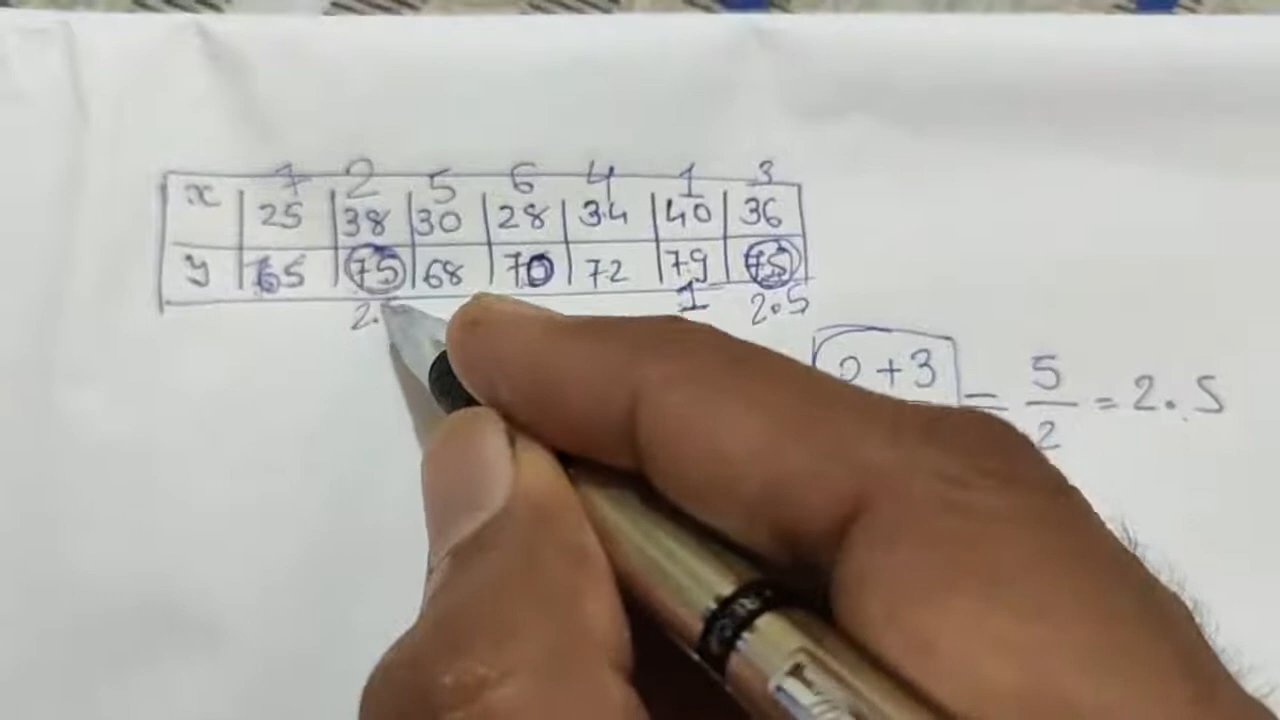 7 2 5 6 4 1 3
x 25 38 30 28 34 40 36
y 65 75 68 70 72 79 75
2. 1 2.5
2+3 = 5/2 = 2.5